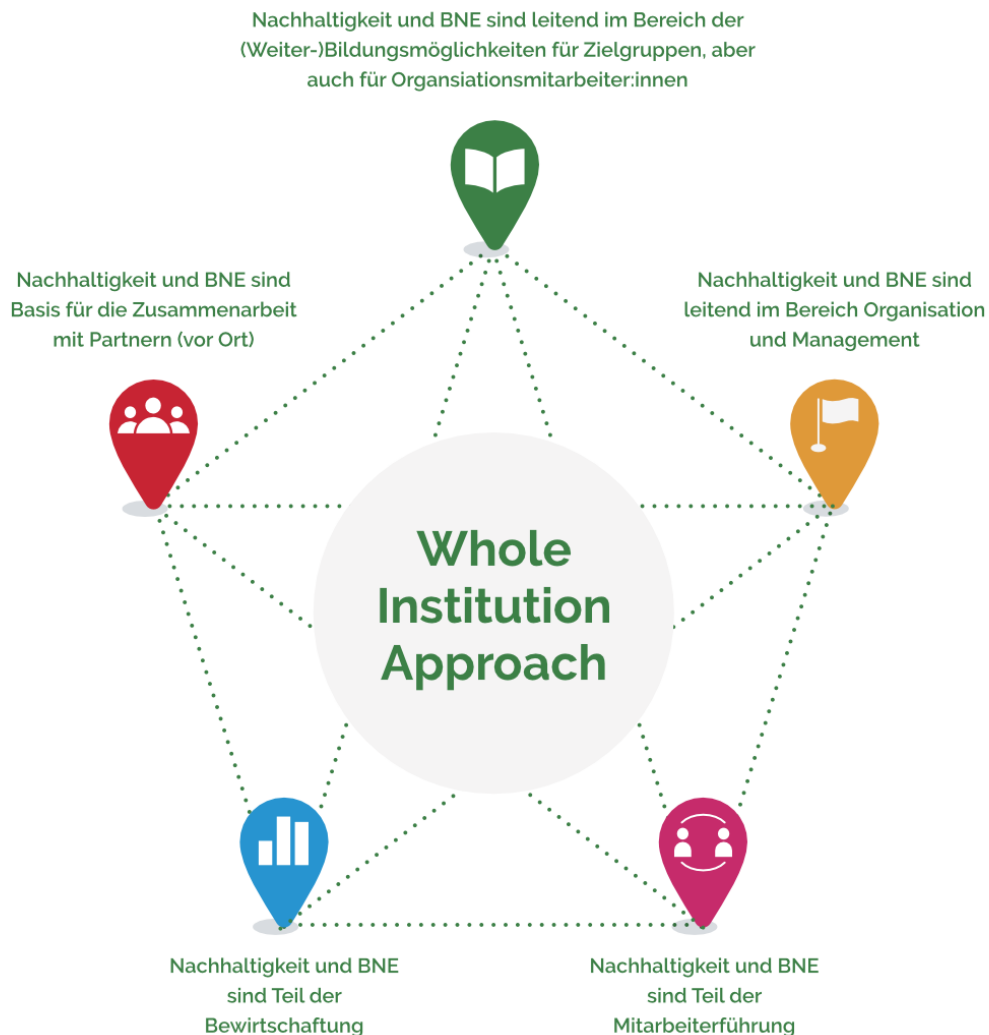 Nachhaltigkeit und BNE sind leitend im Bereich der
(Weiter-)Bildungsmöglichkeiten für Zielgruppen, aber
auch für Organsiationsmitarbeiter:innen
Nachhaltigkeit und BNE sind
Basis für die Zusammenarbeit
mit Partnern (vor Ort)
Nachhaltigkeit und BNE sind
leitend im Bereich Organisation
und Management
Whole
Institution
Approach
Nachhaltigkeit und BNE
sind Teil der
Bewirtschaftung
Nachhaltigkeit und BNE
sind Teil der
Mitarbeiterführung